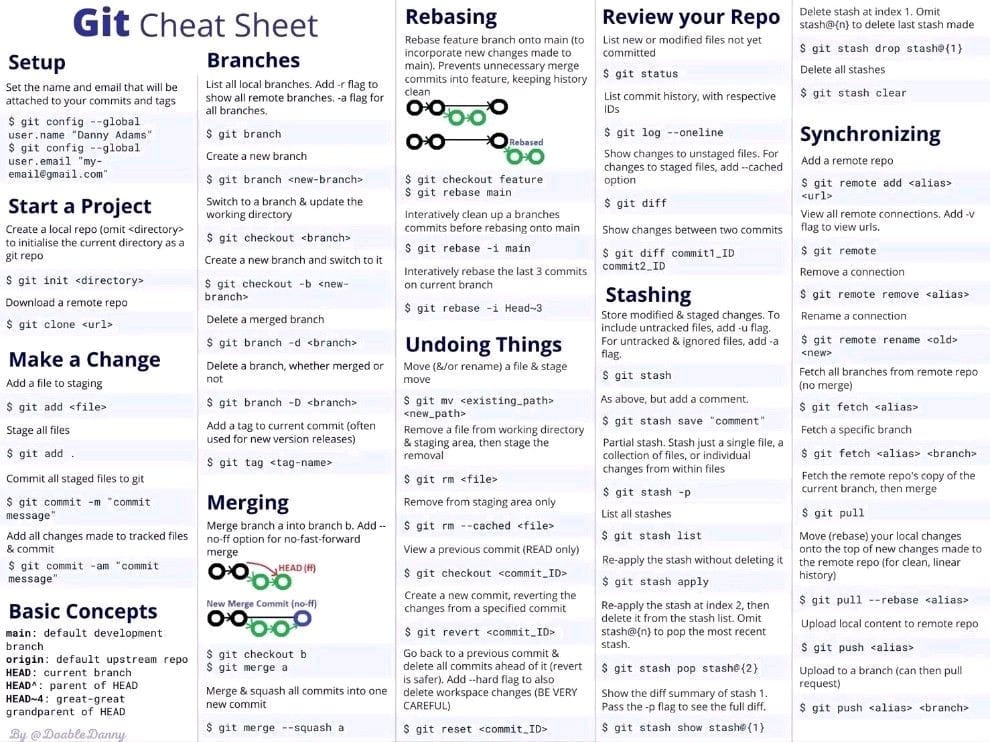 Git Cheat Sheet
Setup
Set the name and email that will be
attached to your commits and tags
$ git config --global
user.name "Danny Adams"
$ git config --global
user.email "my-
email@gmail.com"
Start a Project
Create a local repo (omit <directory>
to initialise the current directory as a
git repo
$ git init <directory>
Download a remote repo
$ git clone <url>
Make a Change
Add a file to staging
$ git add <file>
Stage all files
$ git add .
Commit all staged files to git
$ git commit -m "commit
message"
Add all changes made to tracked files
& commit
$ git commit -am "commit
message"
Basic Concepts
main: default development
branch
origin: default upstream repo
HEAD: current branch
HEAD^: parent of HEAD
HEAD~4: great-great
grandparent of HEAD
By @DoableDanny
Branches
List all local branches. Add -r flag to
show all remote branches. -a flag for
all branches.
$ git branch
Create a new branch
$ git branch <new-branch>
Switch to a branch & update the
working directory
$ git checkout <branch>
Create a new branch and switch to it
$ git checkout -b <new-
branch>
Delete a merged branch
$ git branch -d <branch>
Delete a branch, whether merged or
not
$ git branch -D <branch>
Add a tag to current commit (often
used for new version releases)
$ git tag <tag-name>
Merging
Merge branch a into branch b. Add --
no-ff option for no-fast-forward
merge
HEAD (ff)
New Merge Commit (no-ff)
$ git checkout b
$ git merge a
Merge & squash all commits into one
new commit
$ git merge --squash a
Rebasing
Rebase feature branch onto main (to
incorporate new changes made to
main). Prevents unnecessary merge
commits into feature, keeping history
clean
Rebased
$ git checkout feature
$ git rebase main
Interatively clean up a branches
commits before rebasing onto main
$ git rebase -i main
Interatively rebase the last 3 commits
on current branch
$ git rebase -i Head~3
Undoing Things
Move (&/or rename) a file & stage
move
$ git mv <existing_path>
<new_path>
Remove a file from working directory
& staging area, then stage the
removal
$ git rm <file>
Remove from staging area only
$ git rm --cached <file>
View a previous commit (READ only)
$ git checkout <commit_ID>
Create a new commit, reverting the
changes from a specified commit
$ git revert <commit_ID>
Go back to a previous commit &
delete all commits ahead of it (revert
is safer). Add --hard flag to also
delete workspace changes (BE VERY
CAREFUL)
$ git reset <commit_ID>
Review your Repo
List new or modified files not yet
committed
$ git status
List commit history, with respective
IDs
$ git log --oneline
Show changes to unstaged files. For
changes to staged files, add --cached
option
$ git diff
Show changes between two commits
$ git diff commit1_ID
commit2_ID
Stashing
Store modified & staged changes. To
include untracked files, add -u flag.
For untracked & ignored files, add -a
flag.
$ git stash
As above, but add a comment.
$ git stash save "comment"
Partial stash. Stash just a single file, a
collection of files, or individual
changes from within files
$ git stash -p
List all stashes
$ git stash list
Re-apply the stash without deleting it
$ git stash apply
Re-apply the stash at index 2, then
delete it from the stash list. Omit
stash@{n} to pop the most recent
stash.
$ git stash pop stash@{2}
Show the diff summary of stash 1.
Pass the -p flag to see the full diff.
$ git stash show stash@{1}
Delete stash at index 1. Omit
stash@{n} to delete last stash made
$ git stash drop stash@{1}
Delete all stashes
$ git stash clear
Synchronizing
Add a remote repo
$ git remote add <alias>
<url>
View all remote connections. Add -v
flag to view urls.
$ git remote
Remove a connection
$ git remote remove <alias>
Rename a connection
$ git remote rename <old>
<new>
Fetch all branches from remote repo
(no merge)
$ git fetch <alias>
Fetch a specific branch
$ git fetch <alias> <branch>
Fetch the remote repo's copy of the
current branch, then merge
$ git pull
Move (rebase) your local changes
onto the top of new changes made to
the remote repo (for clean, linear
history)
$ git pull --rebase <alias>
Upload local content to remote repo
$ git push <alias>
Upload to a branch (can then pull
request)
$ git push <alias> <branch>